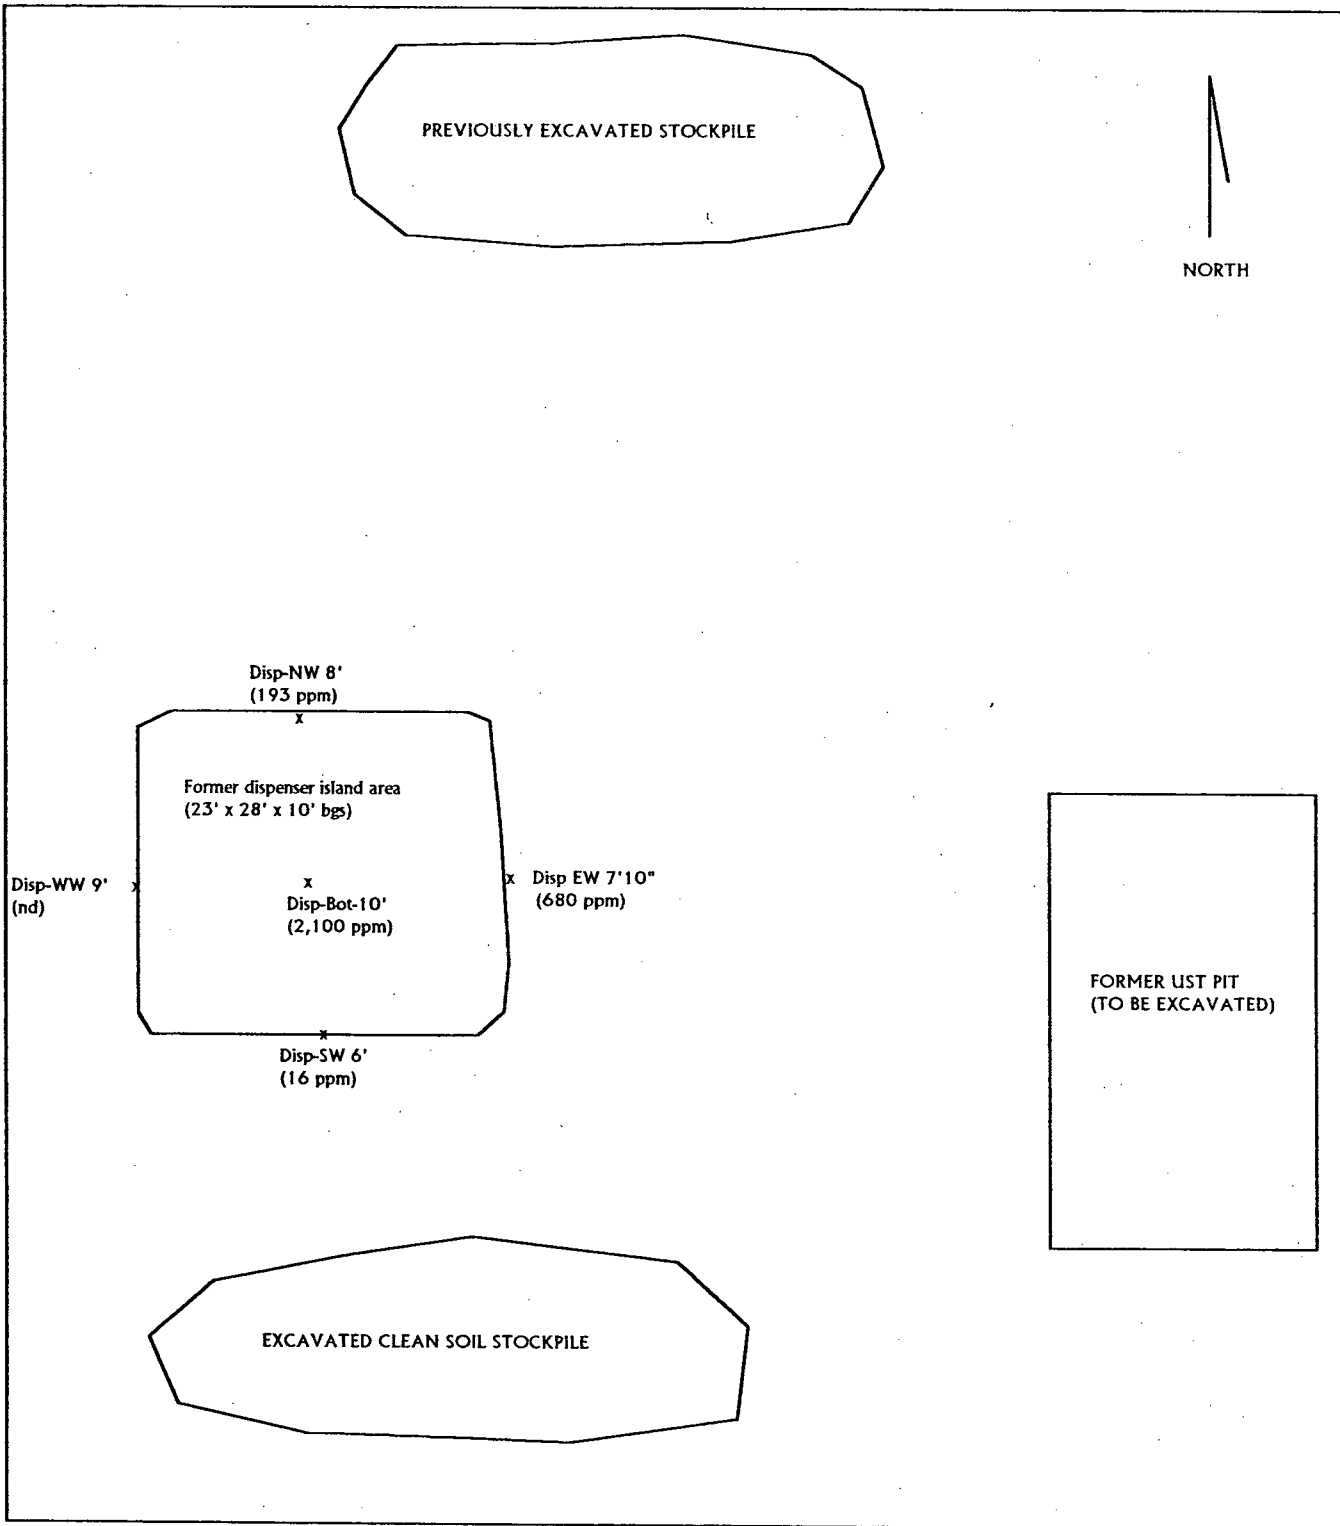 PREVIOUSLY EXCAVATED STOCKPILE
NORTH
Disp-NW 8'
(193 ppm)
x
Former dispenser island area
(23' x 28' x 10' bgs)
Disp-WW 9'
(nd)
x
x
Disp-Bot-10'
(2,100 ppm)
x
Disp EW 7'10"
(680 ppm)
FORMER UST PIT
(TO BE EXCAVATED)
x
Disp-SW 6'
(16 ppm)
EXCAVATED CLEAN SOIL STOCKPILE